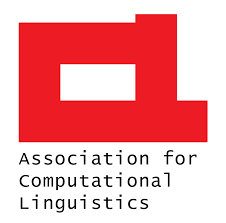 Association for
Computational
Linguistics